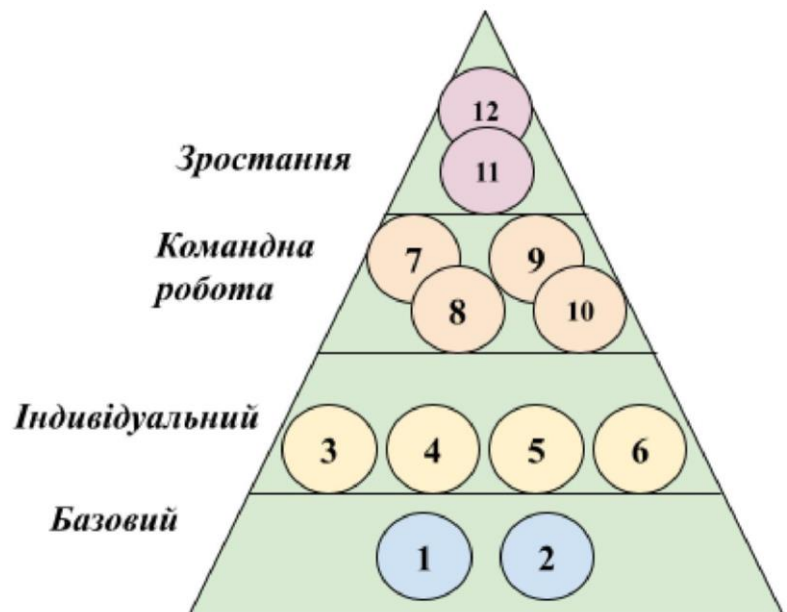 12
Зростання
11
Командна
робота
7
9
8
10
Індивідуальний
3 4 5 6
Базовий
1 2